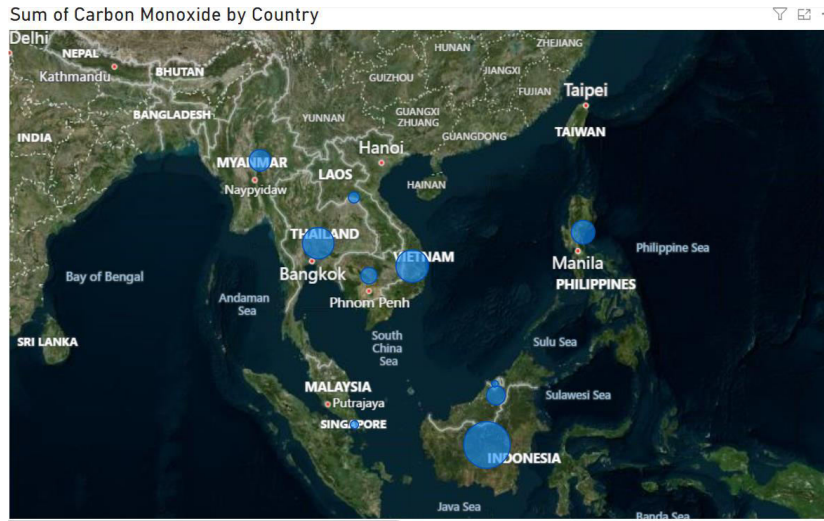 Sum of Carbon Monoxide by Country
Delhi
NEPAL
Kathmandu
BHUTAN
HUNAN
ZHEJIANG
JIANGXI
GUIZHOU
FUJIAN
Taipei
BANGLADESH
YUNNAN
GUANGXI
ZHUANG
GUANGDONG
TAIWAN
INDIA
Hanoi
MYANMAR
LAOS
HAINAN
Naypyidaw
THAILAND
VIETNAM
Philippine Sea
Manila
Bangkok
Bay of Bengal
PHILIPPINES
Andaman
Sea
Phnom Penh
SRI LANKA
South
China
Sea
Sulu Sea
MALAYSIA
Putrajaya
Sulawesi Sea
SINGAPORE
INDONESIA
Java Sea
Banda Sea